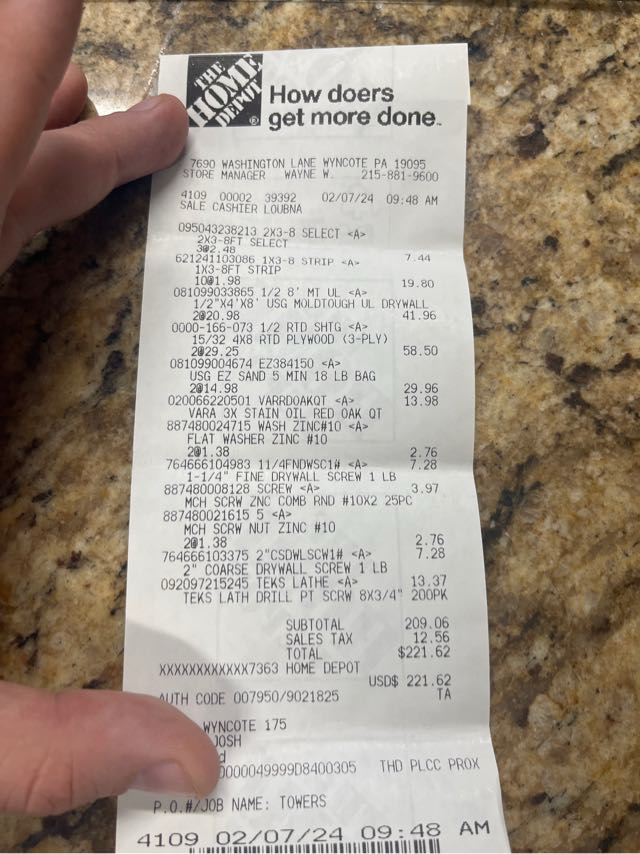 THE HOME DEPOT ®
How doers
get more done™
7690 WASHINGTON LANE WYNCOTE PA 19095
STORE MANAGER WAYNE W. 215-881-9600
4109 00002 39392 02/07/24 09:48 AM
SALE CASHIER LOUBNA
095043238213 2X3-8 SELECT <A>
2X3-8FT SELECT
3@2.48 7.44
621241103086 1X3-8 STRIP <A>
1X3-8FT STRIP
10@1.98 19.80
081099033865 1/2 8' MT UL <A>
1/2"X4'X8' USG MOLDTOUGH UL DRYWALL
2@20.98 41.96
0000-166-073 1/2 RTD SHTG <A>
15/32 4X8 RTD PLYWOOD (3-PLY)
2@29.25 58.50
081099004674 EZ384150 <A>
USG EZ SAND 5 MIN 18 LB BAG
2@14.98 29.96
020066220501 VARRDOAKQT <A> 13.98
VARA 3X STAIN OIL RED OAK QT
887480024715 WASH ZINC#10 <A>
FLAT WASHER ZINC #10
2@1.38 2.76
764666104983 11/4FNDWSC1# <A> 7.28
1-1/4" FINE DRYWALL SCREW 1 LB
887480008128 SCREW <A> 3.97
MCH SCRW ZNC COMB RND #10X2 25PC
887480021615 5 <A>
MCH SCRW NUT ZINC #10
2@1.38 2.76
764666103375 2"CSDWLSCW1# <A> 7.28
2" COARSE DRYWALL SCREW 1 LB
092097215245 TEKS LATHE <A> 13.37
TEKS LATH DRILL PT SCRW 8X3/4" 200PK
SUBTOTAL 209.06
SALES TAX 12.56
TOTAL $221.62
XXXXXXXXXXXX7363 HOME DEPOT
USD$ 221.62
AUTH CODE 007950/9021825 TA
WYNCOTE 175
JOSH
0000049999D8400305 THD PLCC PROX
P.O.#/JOB NAME: TOWERS
4109 02/07/24 09:48 AM